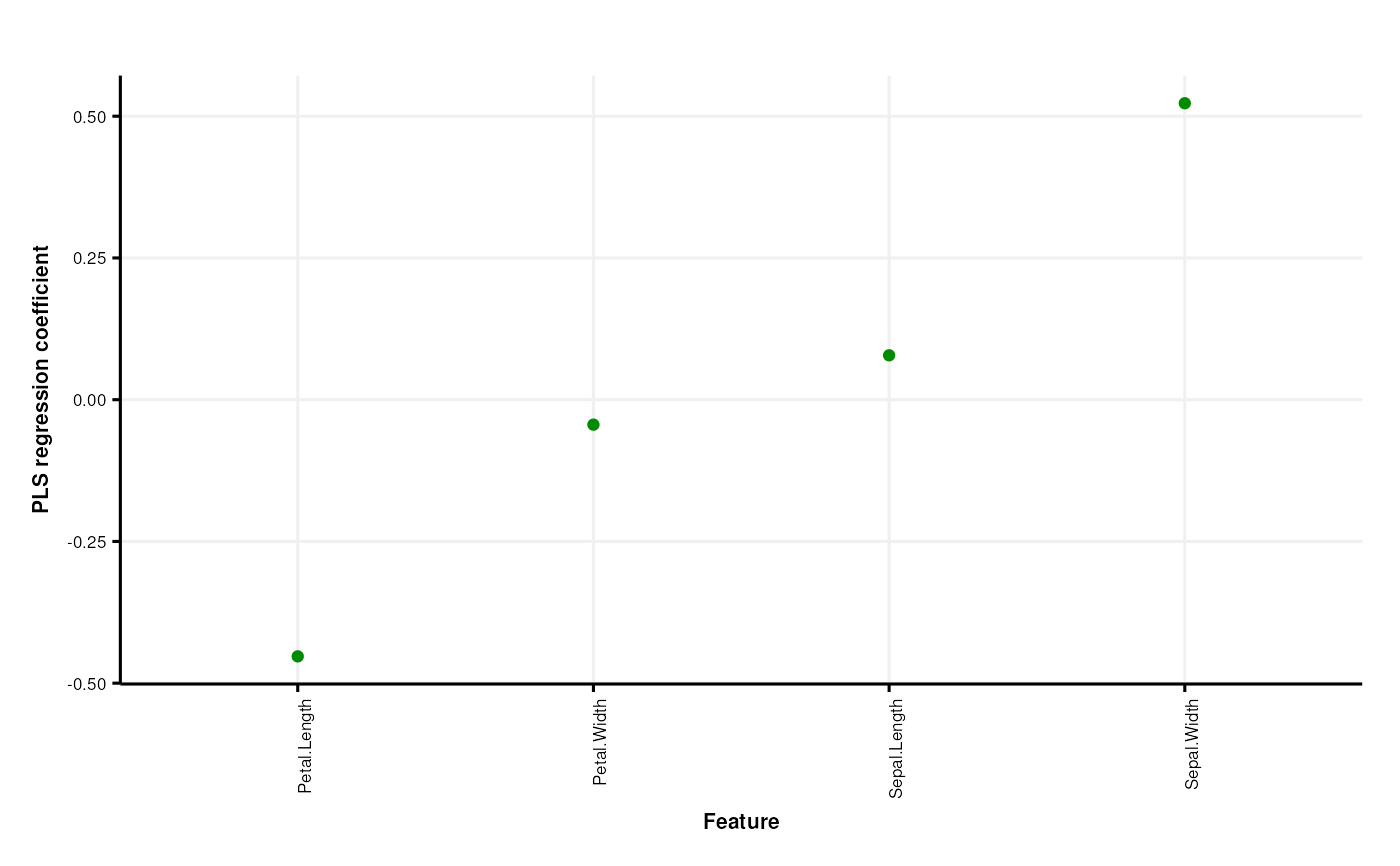 PLS regression coefficient
0.50
0.25
0.00
-0.25
-0.50
Petal.Length
Petal.Width
Sepal.Length
Sepal.Width
Feature